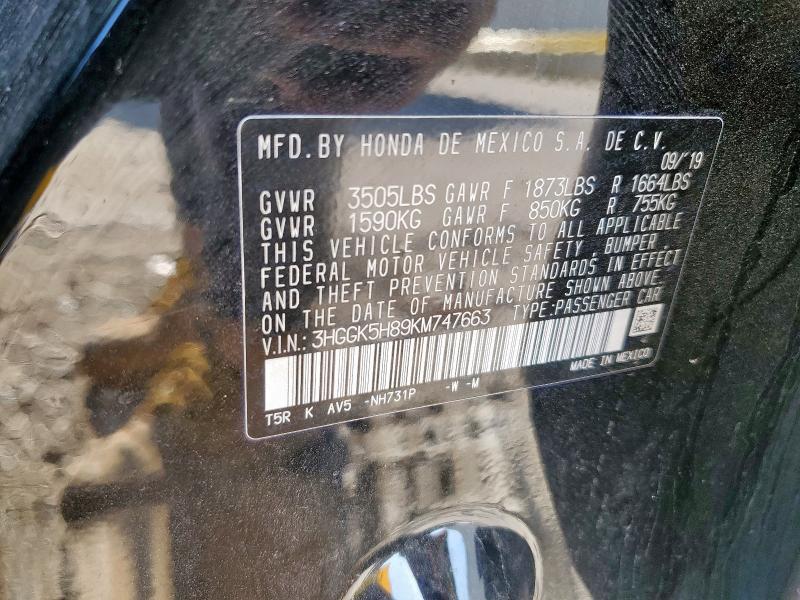 MFD. BY HONDA DE MEXICO S.A. DE C.V.
09/'19
GVWR 3505LBS GAWR F 1873LBS R 1664LBS
GVWR 1590KG GAWR F 850KG R 755KG
THIS VEHICLE CONFORMS TO ALL APPLICABLE
FEDERAL MOTOR VEHICLE SAFETY, BUMPER,
AND THEFT PREVENTION STANDARDS IN EFFECT
ON THE DATE OF MANUFACTURE SHOWN ABOVE
V.I.N.: 3HGGK5H89KM747663 TYPE:PASSENGER CAR
MADE IN MEXICO
T5R K AV5 -NH731P -W -M